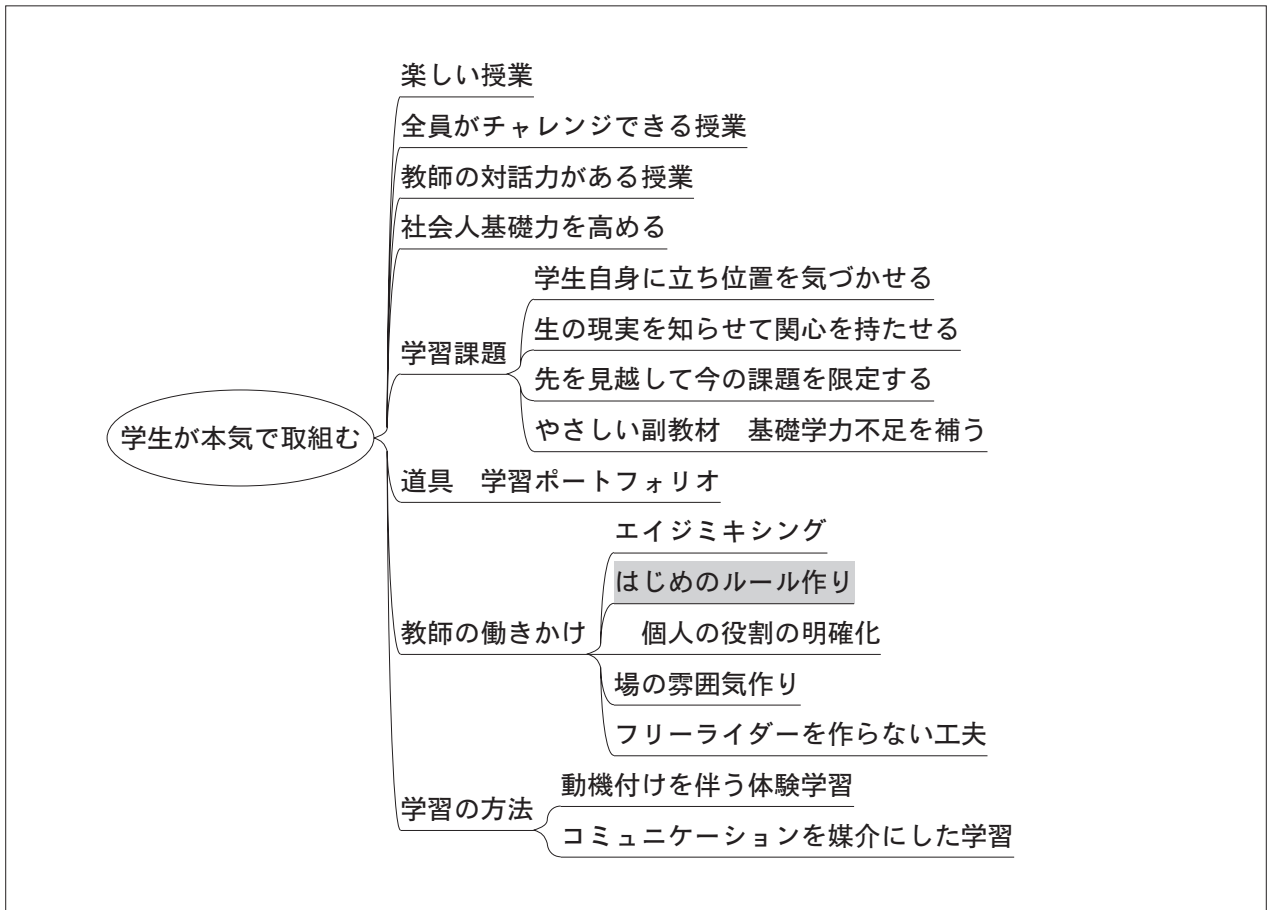 楽しい授業
全員がチャレンジできる授業
教師の対話力がある授業
社会人基礎力を高める
学習課題
学生自身に立ち位置を気づかせる
生の現実を知らせて関心を持たせる
先を見越して今の課題を限定する
やさしい副教材　基礎学力不足を補う
学生が本気で取組む
道具　学習ポートフォリオ
教師の働きかけ
エイジミキシング
はじめのルール作り
個人の役割の明確化
場の雰囲気作り
フリーライダーを作らない工夫
学習の方法
動機付けを伴う体験学習
コミュニケーションを媒介にした学習